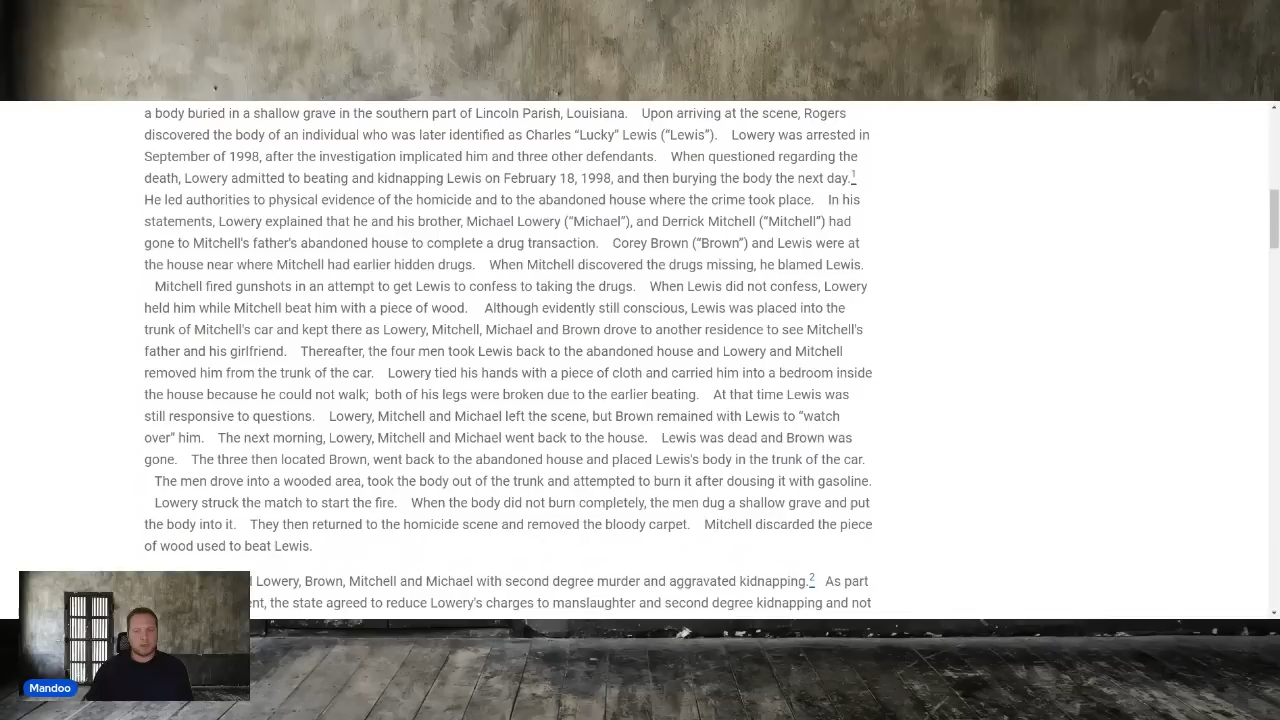 a body buried in a shallow grave in the southern part of Lincoln Parish, Louisiana. Upon arriving at the scene, Rogers
discovered the body of an individual who was later identified as Charles “Lucky” Lewis (“Lewis”). Lowery was arrested in
September of 1998, after the investigation implicated him and three other defendants. When questioned regarding the
death, Lowery admitted to beating and kidnapping Lewis on February 18, 1998, and then burying the body the next day.1
He led authorities to physical evidence of the homicide and to the abandoned house where the crime took place. In his
statements, Lowery explained that he and his brother, Michael Lowery (“Michael”), and Derrick Mitchell (“Mitchell”) had
gone to Mitchell's father's abandoned house to complete a drug transaction. Corey Brown (“Brown”) and Lewis were at
the house near where Mitchell had earlier hidden drugs. When Mitchell discovered the drugs missing, he blamed Lewis.
Mitchell fired gunshots in an attempt to get Lewis to confess to taking the drugs. When Lewis did not confess, Lowery
held him while Mitchell beat him with a piece of wood. Although evidently still conscious, Lewis was placed into the
trunk of Mitchell's car and kept there as Lowery, Mitchell, Michael and Brown drove to another residence to see Mitchell's
father and his girlfriend. Thereafter, the four men took Lewis back to the abandoned house and Lowery and Mitchell
removed him from the trunk of the car. Lowery tied his hands with a piece of cloth and carried him into a bedroom inside
the house because he could not walk; both of his legs were broken due to the earlier beating. At that time Lewis was
still responsive to questions. Lowery, Mitchell and Michael left the scene, but Brown remained with Lewis to “watch
over” him. The next morning, Lowery, Mitchell and Michael went back to the house. Lewis was dead and Brown was
gone. The three then located Brown, went back to the abandoned house and placed Lewis's body in the trunk of the car.
The men drove into a wooded area, took the body out of the trunk and attempted to burn it after dousing it with gasoline.
Lowery struck the match to start the fire. When the body did not burn completely, the men dug a shallow grave and put
the body into it. They then returned to the homicide scene and removed the bloody carpet. Mitchell discarded the piece
of wood used to beat Lewis.
Lowery, Brown, Mitchell and Michael with second degree murder and aggravated kidnapping.2 As part
ent, the state agreed to reduce Lowery's charges to manslaughter and second degree kidnapping and not
Mandoo